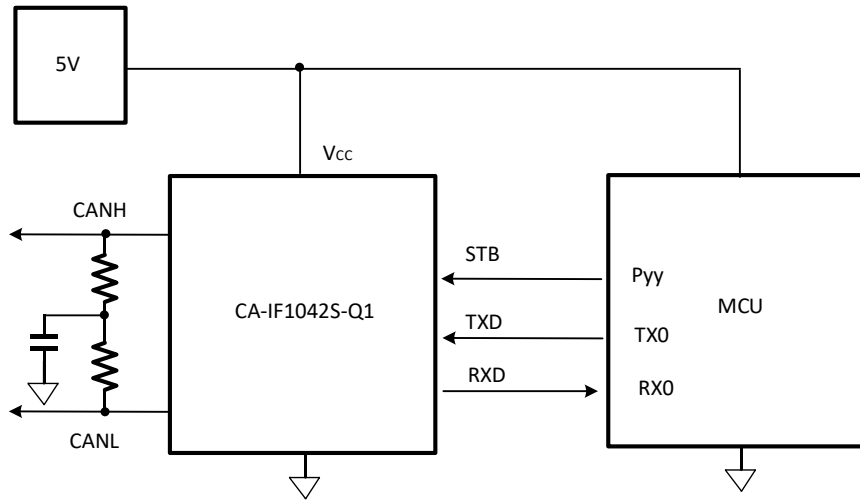 5V
VCC
CANH
STB
Pyy
CA-IF1042S-Q1
MCU
TXD
TX0
RXD
RX0
CANL